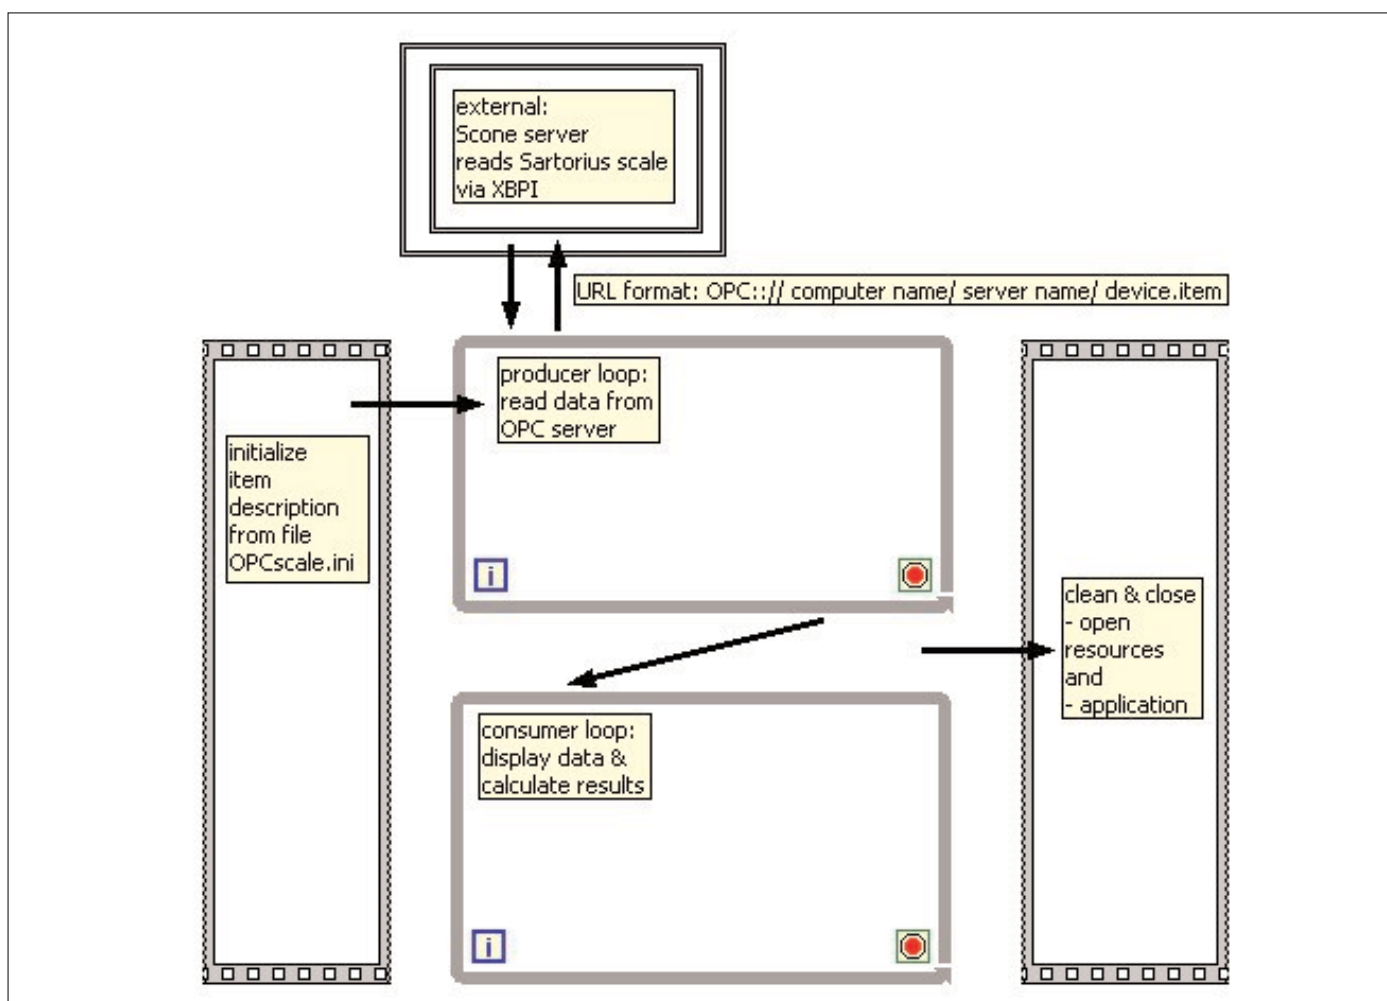 external:
Scone server
reads Sartorius scale
via XBPI
URL format: OPC::// computer name/ server name/ device.item
producer loop:
read data from
OPC server
initialize
item
description
from file
OPCscale.ini
i
clean & close
- open
resources
and
- application
consumer loop:
display data &
calculate results
i